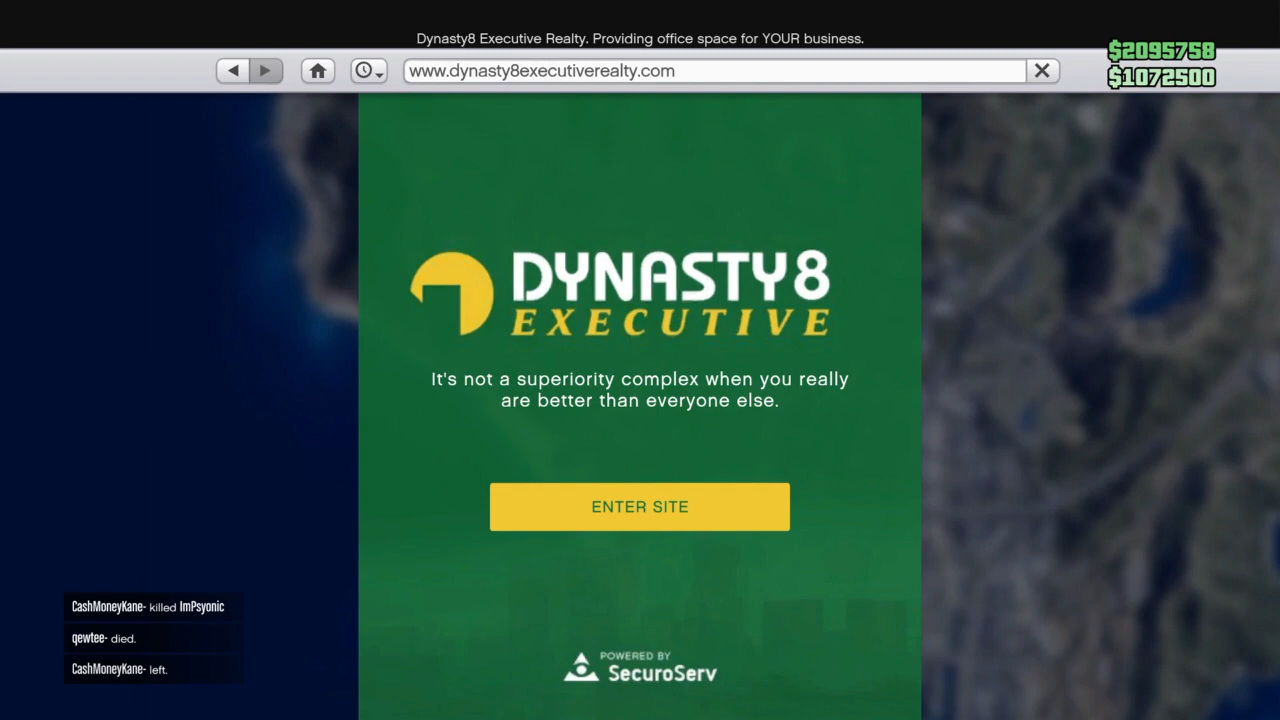 Dynasty8 Executive Realty. Providing office space for YOUR business.
$2095758
www.dynasty8executiverealty.com
$1072500
DYNASTY8
EXECUTIVE
It's not a superiority complex when you really
are better than everyone else.
ENTER SITE
CashMoneyKane- killed ImPsyonic
qewtee- died.
CashMoneyKane- left.
POWERED BY
SecuroServ